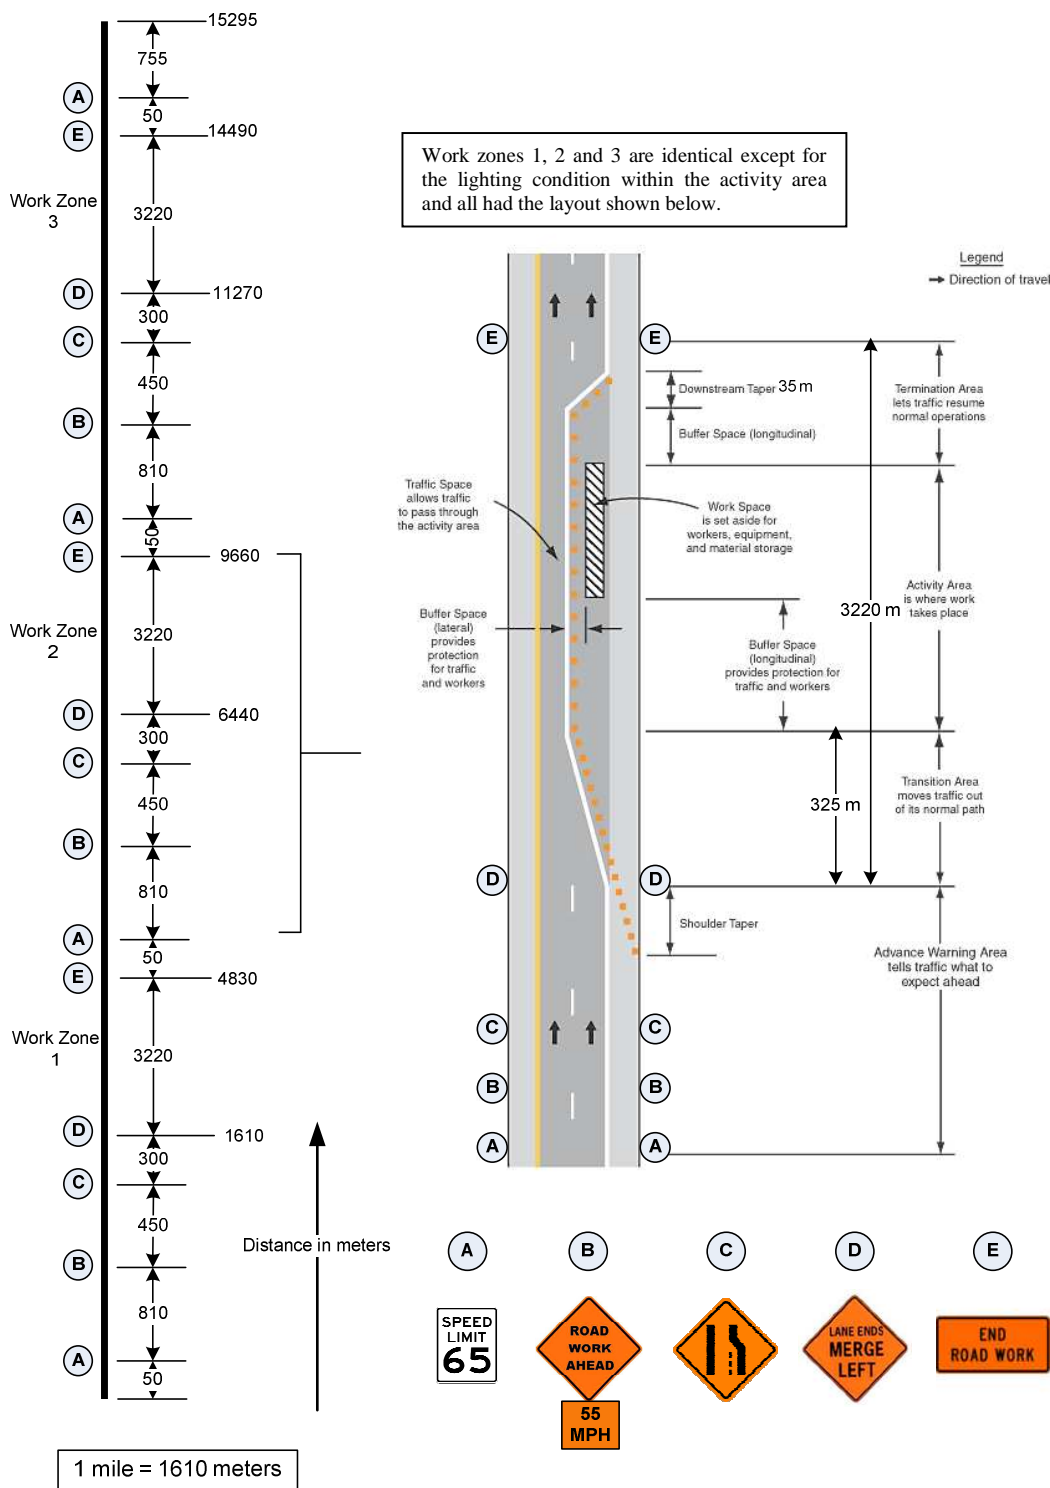 15295
755
A
50
E
14490
Work Zone
3
3220
D
11270
300
C
450
B
810
A
50
E
9660
Work Zone
2
3220
D
6440
300
C
450
B
810
A
50
E
4830
Work Zone
1
3220
D
1610
300
C
450
B
810
A
50
Distance in meters
1 mile = 1610 meters
Work zones 1, 2 and 3 are identical except for
the lighting condition within the activity area
and all had the layout shown below.
Legend
Direction of travel
E
E
Downstream Taper 35 m
Termination Area
lets traffic resume
normal operations
Buffer Space (longitudinal)
Traffic Space
allows traffic
to pass through
the activity area
Work Space
is set aside for
workers, equipment,
and material storage
Activity Area
is where work
takes place
3220 m
Buffer Space
(lateral)
provides
protection
for traffic
and workers
Buffer Space
(longitudinal)
provides protection for
traffic and workers
Transition Area
moves traffic out
of its normal path
325 m
D
D
Shoulder Taper
Advance Warning Area
tells traffic what to
expect ahead
C
C
B
B
A
A
A
B
C
D
E
SPEED
LIMIT
65
ROAD
WORK
AHEAD
55
MPH
LANE ENDS
MERGE
LEFT
END
ROAD WORK